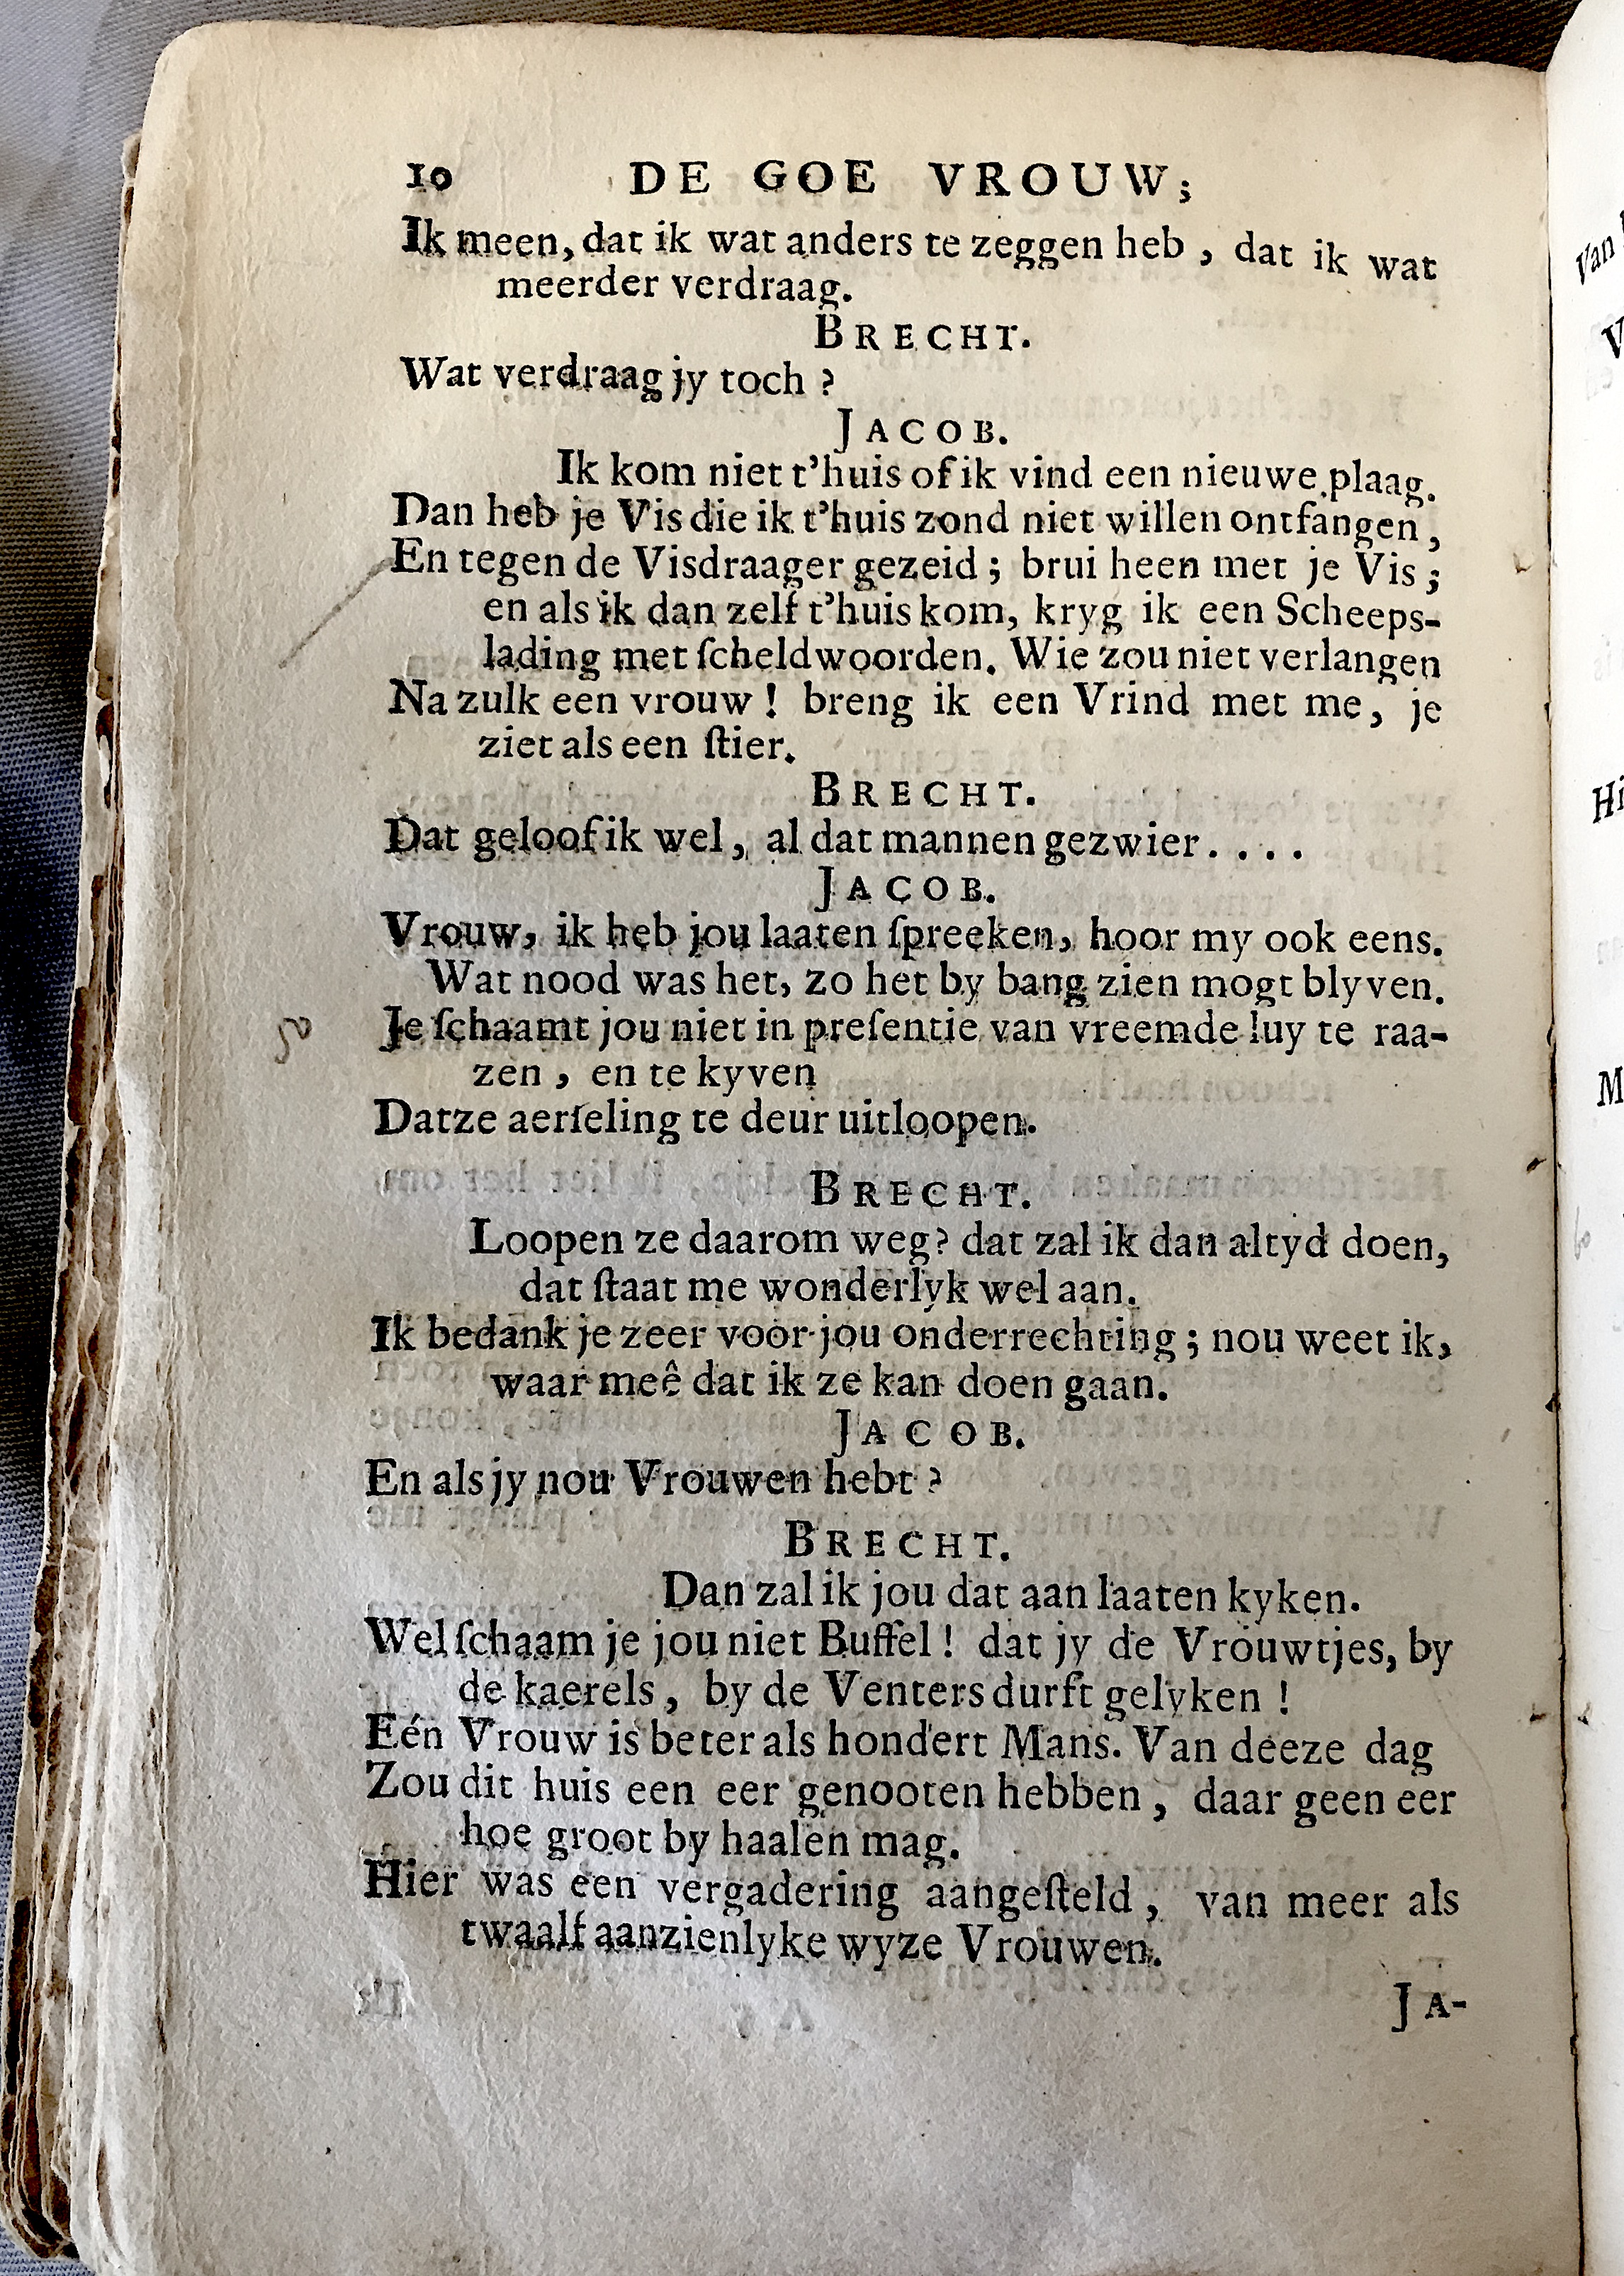 10 DE GOE VROUW;
Ik meen, dat ik wat anders te zeggen heb, dat ik wat
meerder verdraag.
BRECHT.
Wat verdraag jy toch?
JACOB.
Ik kom niet t'huis of ik vind een nieuwe plaag.
Dan heb je Vis die ik t'huis zond niet willen ontfangen,
En tegen de Visdraager gezeid; brui heen met je Vis;
en als ik dan zelf t'huis kom, kryg ik een Scheeps-
lading met ſcheldwoorden. Wie zou niet verlangen
Na zulk een vrouw! breng ik een Vrind met me, je
ziet als een ſtier.
BRECHT.
Dat geloof ik wel, al dat mannen gezwier....
JACOB.
Vrouw, ik heb jou laaten ſpreeken, hoor my ook eens.
Wat nood was het, zo het by bang zien mogt blyven.
Je ſchaamt jou niet in preſentie van vreemde luy te raa-
zen, en te kyven
Datze aerſeling te deur uitloopen.
BRECHT.
Loopen ze daarom weg? dat zal ik dan altyd doen,
dat ſtaat me wonderlyk wel aan.
Ik bedank je zeer voor jou onderrechting; nou weet ik,
waar meê dat ik ze kan doen gaan.
JACOB.
En als jy nou Vrouwen hebt?
BRECHT.
Dan zal ik jou dat aan laaten kyken.
Wel ſchaam je jou niet Buffel! dat jy de Vrouwtjes, by
de kaerels, by de Venters durft gelyken!
Eén Vrouw is beter als hondert Mans. Van deeze dag
Zou dit huis een eer genooten hebben, daar geen eer
hoe groot by haalen mag.
Hier was een vergadering aangeſteld, van meer als
twaalf aanzienlyke wyze Vrouwen.
JA-
50
Van
V
Hi
M